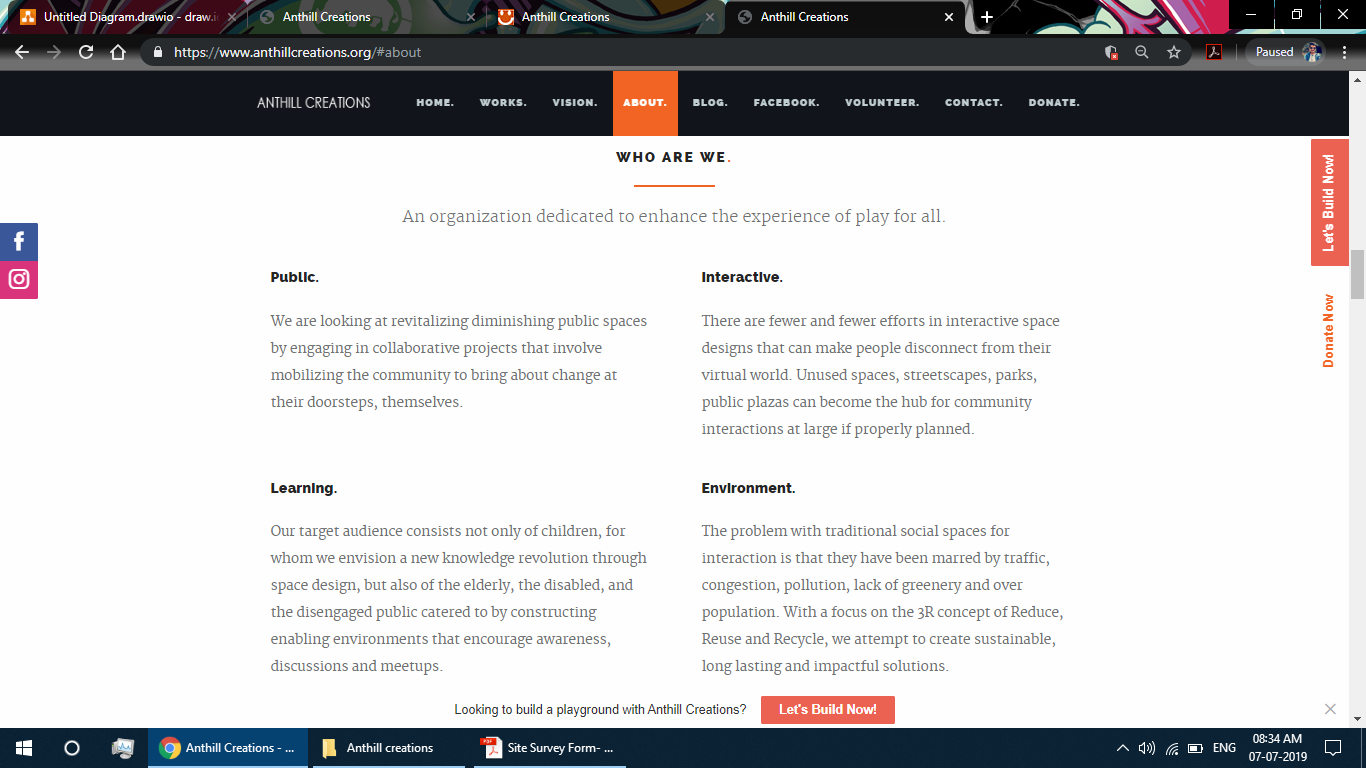 Untitled Diagram.drawio - draw.i
Anthill Creations
Anthill Creations
Anthill Creations
https://www.anthillcreations.org/#about
Paused
ANTHILL CREATIONS
HOME.
WORKS.
VISION.
ABOUT.
BLOG.
FACEBOOK.
VOLUNTEER.
CONTACT.
DONATE.
WHO ARE WE.
An organization dedicated to enhance the experience of play for all.
Public.
We are looking at revitalizing diminishing public spaces
by engaging in collaborative projects that involve
mobilizing the community to bring about change at
their doorsteps, themselves.
Interactive.
There are fewer and fewer efforts in interactive space
designs that can make people disconnect from their
virtual world. Unused spaces, streetscapes, parks,
public plazas can become the hub for community
interactions at large if properly planned.
Learning.
Our target audience consists not only of children, for
whom we envision a new knowledge revolution through
space design, but also of the elderly, the disabled, and
the disengaged public catered to by constructing
enabling environments that encourage awareness,
discussions and meetups.
Environment.
The problem with traditional social spaces for
interaction is that they have been marred by traffic,
congestion, pollution, lack of greenery and over
population. With a focus on the 3R concept of Reduce,
Reuse and Recycle, we attempt to create sustainable,
long lasting and impactful solutions.
Let's Build Now!
Donate Now
Looking to build a playground with Anthill Creations?
Let's Build Now!
Anthill Creations - ...
Anthill creations
Site Survey Form- ...
ENG
08:34 AM
07-07-2019